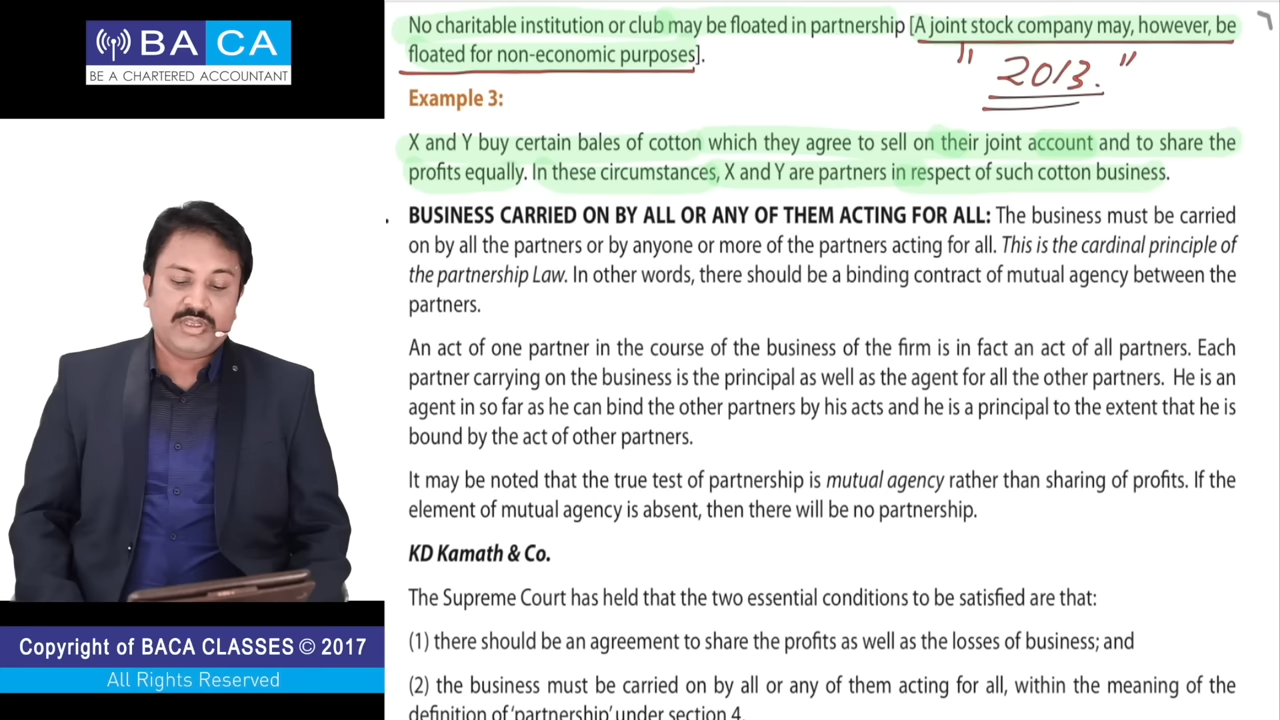 BA CA
BE A CHARTERED ACCOUNTANT
No charitable institution or club may be floated in partnership [A joint stock company may, however, be
floated for non-economic purposes].
" 2013. "
Example 3:
X and Y buy certain bales of cotton which they agree to sell on their joint account and to share the
profits equally. In these circumstances, X and Y are partners in respect of such cotton business.
BUSINESS CARRIED ON BY ALL OR ANY OF THEM ACTING FOR ALL: The business must be carried
on by all the partners or by anyone or more of the partners acting for all. This is the cardinal principle of
the partnership Law. In other words, there should be a binding contract of mutual agency between the
partners.
An act of one partner in the course of the business of the firm is in fact an act of all partners. Each
partner carrying on the business is the principal as well as the agent for all the other partners. He is an
agent in so far as he can bind the other partners by his acts and he is a principal to the extent that he is
bound by the act of other partners.
It may be noted that the true test of partnership is mutual agency rather than sharing of profits. If the
element of mutual agency is absent, then there will be no partnership.
KD Kamath & Co.
The Supreme Court has held that the two essential conditions to be satisfied are that:
(1) there should be an agreement to share the profits as well as the losses of business; and
(2) the business must be carried on by all or any of them acting for all, within the meaning of the
definition of 'partnership' under section 4.
Copyright of BACA CLASSES © 2017
All Rights Reserved